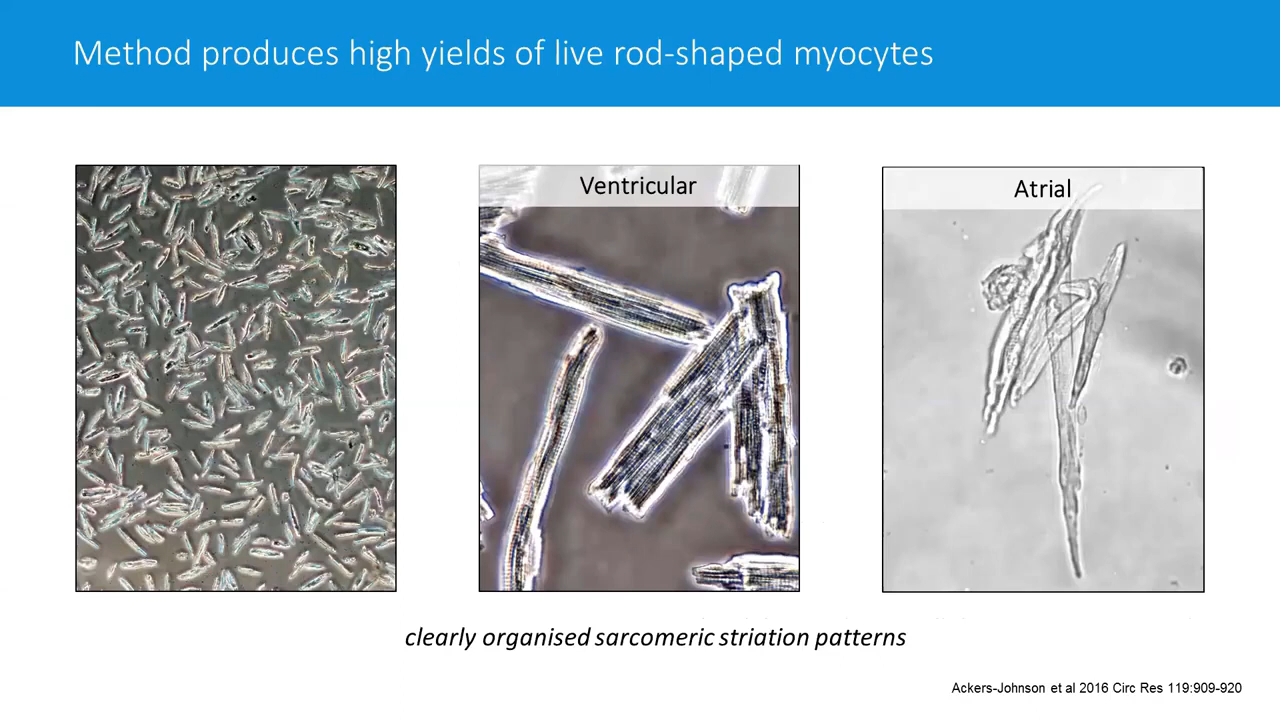 Method produces high yields of live rod-shaped myocytes
Ventricular
Atrial
clearly organised sarcomeric striation patterns
Ackers-Johnson et al 2016 Circ Res 119:909-920